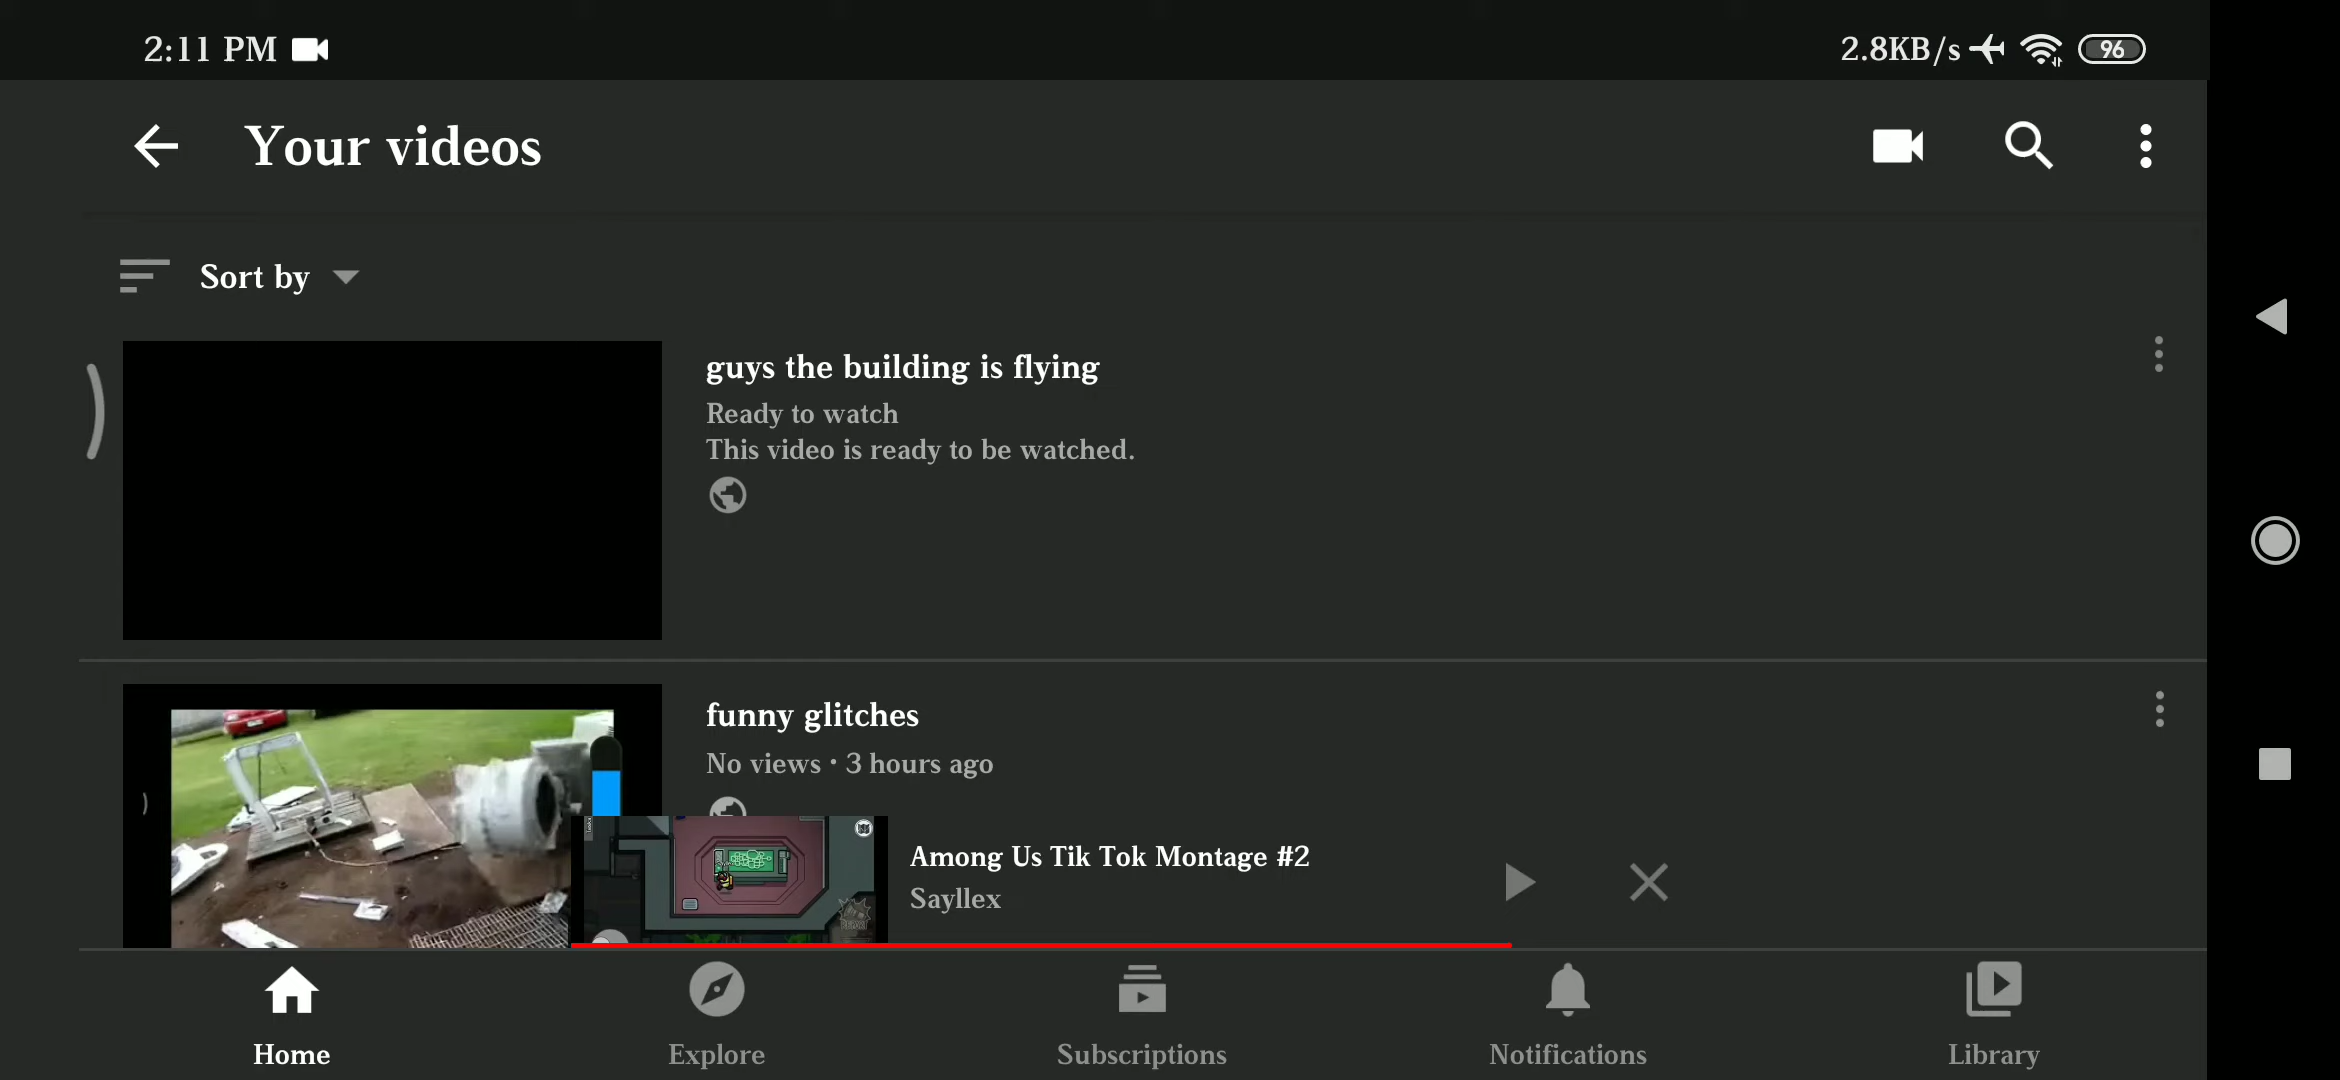 2:11 PM
2.8KB/s
96
Your videos
Sort by
guys the building is flying
Ready to watch
This video is ready to be watched.
funny glitches
No views • 3 hours ago
Among Us Tik Tok Montage #2
Sayllex
Home
Explore
Subscriptions
Notifications
Library